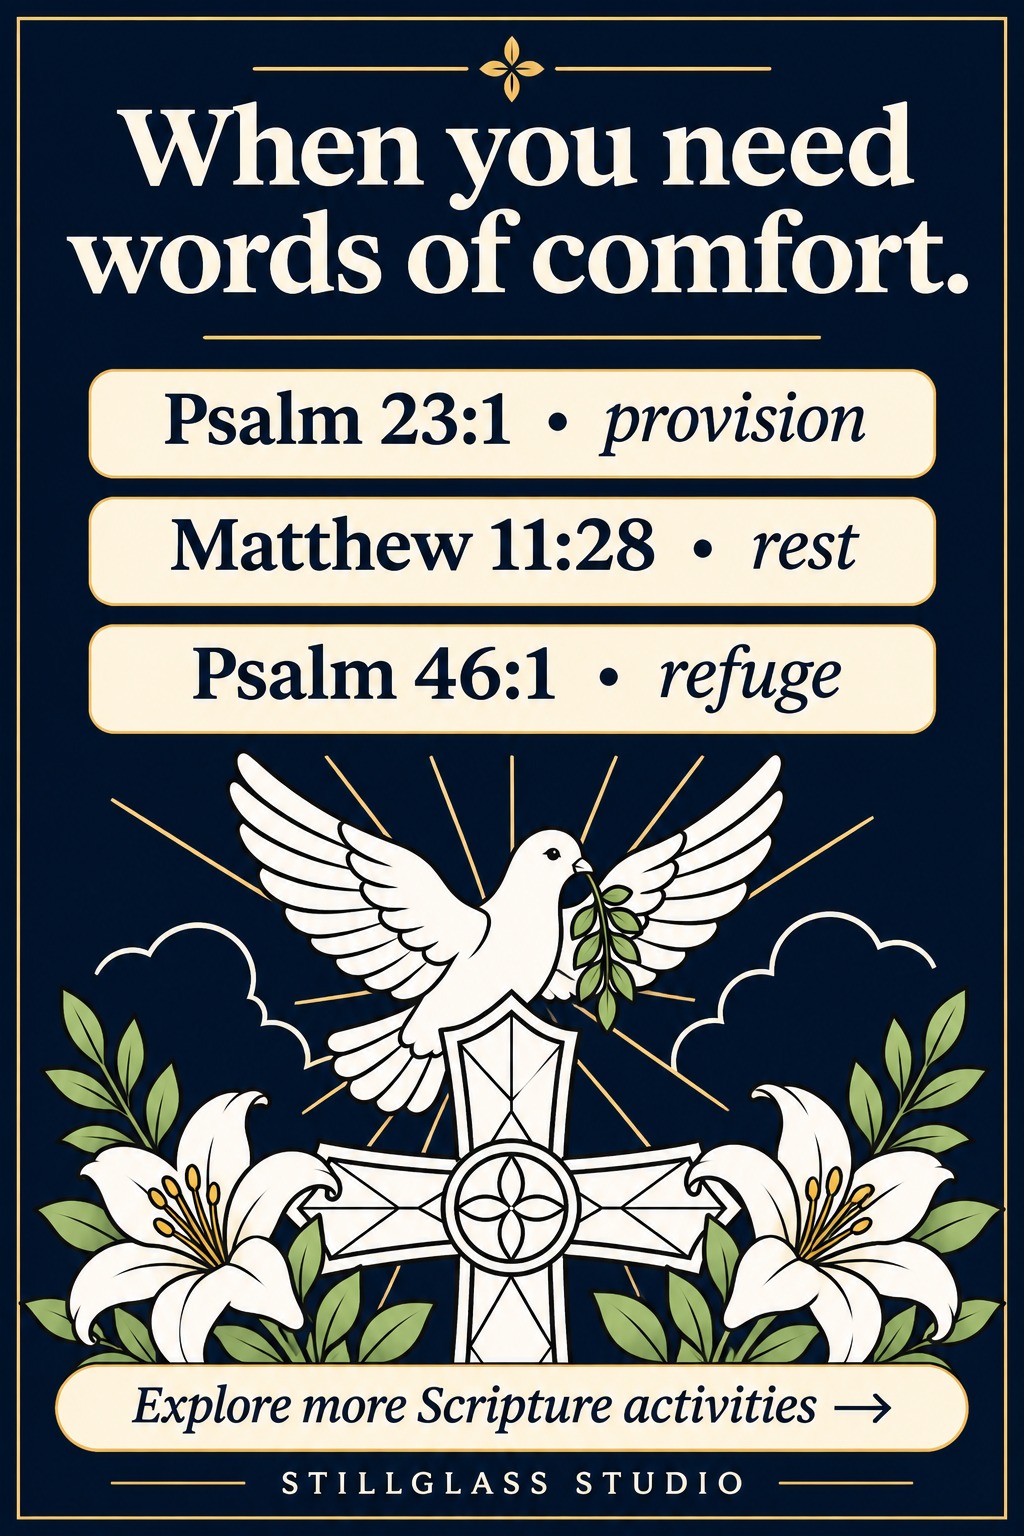 When you need
words of comfort.
Psalm 23:1 • provision
Matthew 11:28 • rest
Psalm 46:1 • refuge
Explore more Scripture activities →
STILLGLASS STUDIO